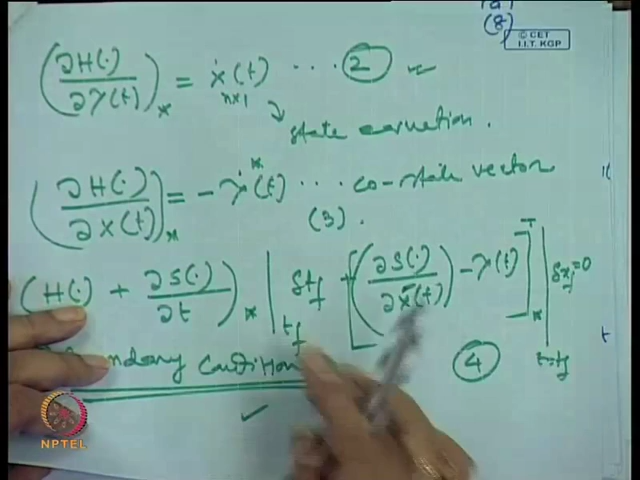 (8)
© CET
I.I.T. KGP
(∂H(·)/∂λ(t))* = ẋ(t) ···· (2)
n×1
state equation.
(∂H(·)/∂x(t))* = -λ̇*(t) ···· co-state vector
(3).
(H(·) + ∂S(·)/∂t)*|tf δtf + [(∂S(·)/∂x(t)) - λ(t)]ᵀ*|t=tf δxf = 0
condition (4)
NPTEL